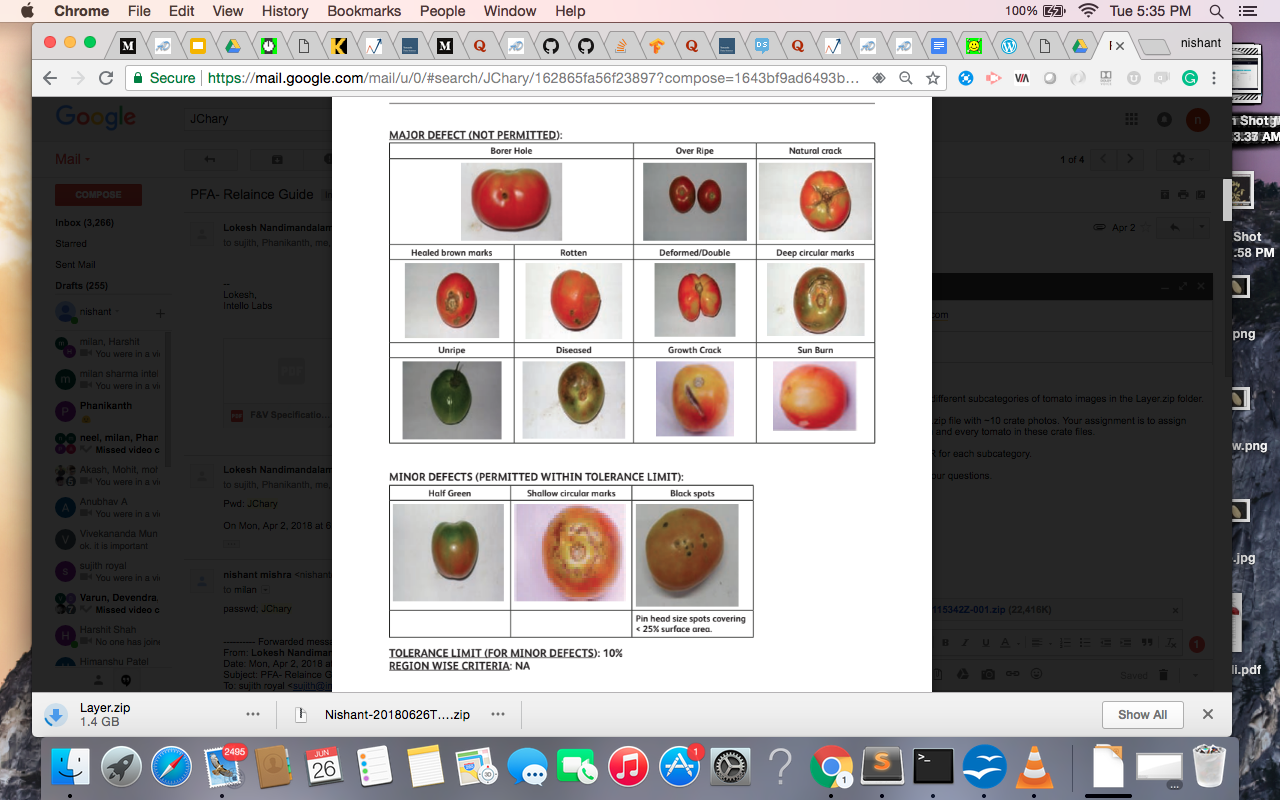 Chrome File Edit View History Bookmarks People Window Help 100% Tue 5:35 PM
nishant
Secure https://mail.google.com/mail/u/0/#search/JChary/162865fa56f23897?compose=1643bf9ad6493b...
Google
JChary
Mail
1 of 4
COMPOSE
PFA- Relaince Guide
Inbox (3,266)
Starred
Sent Mail
Drafts (255)
nishant
milan, Harshit
You were in a vi
milan sharma intel
You were in a vi
Phanikanth
neel, milan, Phan
Missed video c
Akash, Mohit, moh
You were in a vi
Anubhav A
You were in a vi
Vivekananda Mun
ok. it is important
sujith royal
You were in a vi
Varun, Devendra,
Missed video c
Harshil Shah
No one has join
Himanshu Patel
Lokesh Nandimandalam
to sujith, Phanikanth, me,
Apr 2
--
Lokesh,
Intello Labs
PDF
F&Y Specificatio...
Lokesh Nandimandalam
to sujith, Phanikanth, me,
Pwd: JChary
On Mon, Apr 2, 2018 at 6
nishant mishra <nishant
to milan
passwd; JChary
---------- Forwarded messa
From: Lokesh Nandimandala
Date: Mon, Apr 2, 2018 at
Subject: PFA- Relaince G
To: sujith royal <sujith@in
MAJOR DEFECT (NOT PERMITTED):
Borer Hole Over Ripe Natural crack
Healed brown marks Rotten Deformed/Double Deep circular marks
Unripe Diseased Growth Crack Sun Burn
MINOR DEFECTS (PERMITTED WITHIN TOLERANCE LIMIT):
Half Green Shallow circular marks Black spots
Pin head size spots covering
< 25% surface area.
TOLERANCE LIMIT (FOR MINOR DEFECTS): 10%
REGION WISE CRITERIA: NA
com
different subcategories of tomato images in the Layer.zip folder.
zip file with ~10 crate photos. Your assignment is to assign
and every tomato in these crate files.
for each subcategory.
our questions.
15342Z-001.zip (22,416K)
Saved
1
n Shot
3.37 AM
Shot
:58 PM
png
w.png
.jpg
li.pdf
Layer.zip
1.4 GB
Nishant-20180626T....zip
Show All
2495
JUN
26
1
1